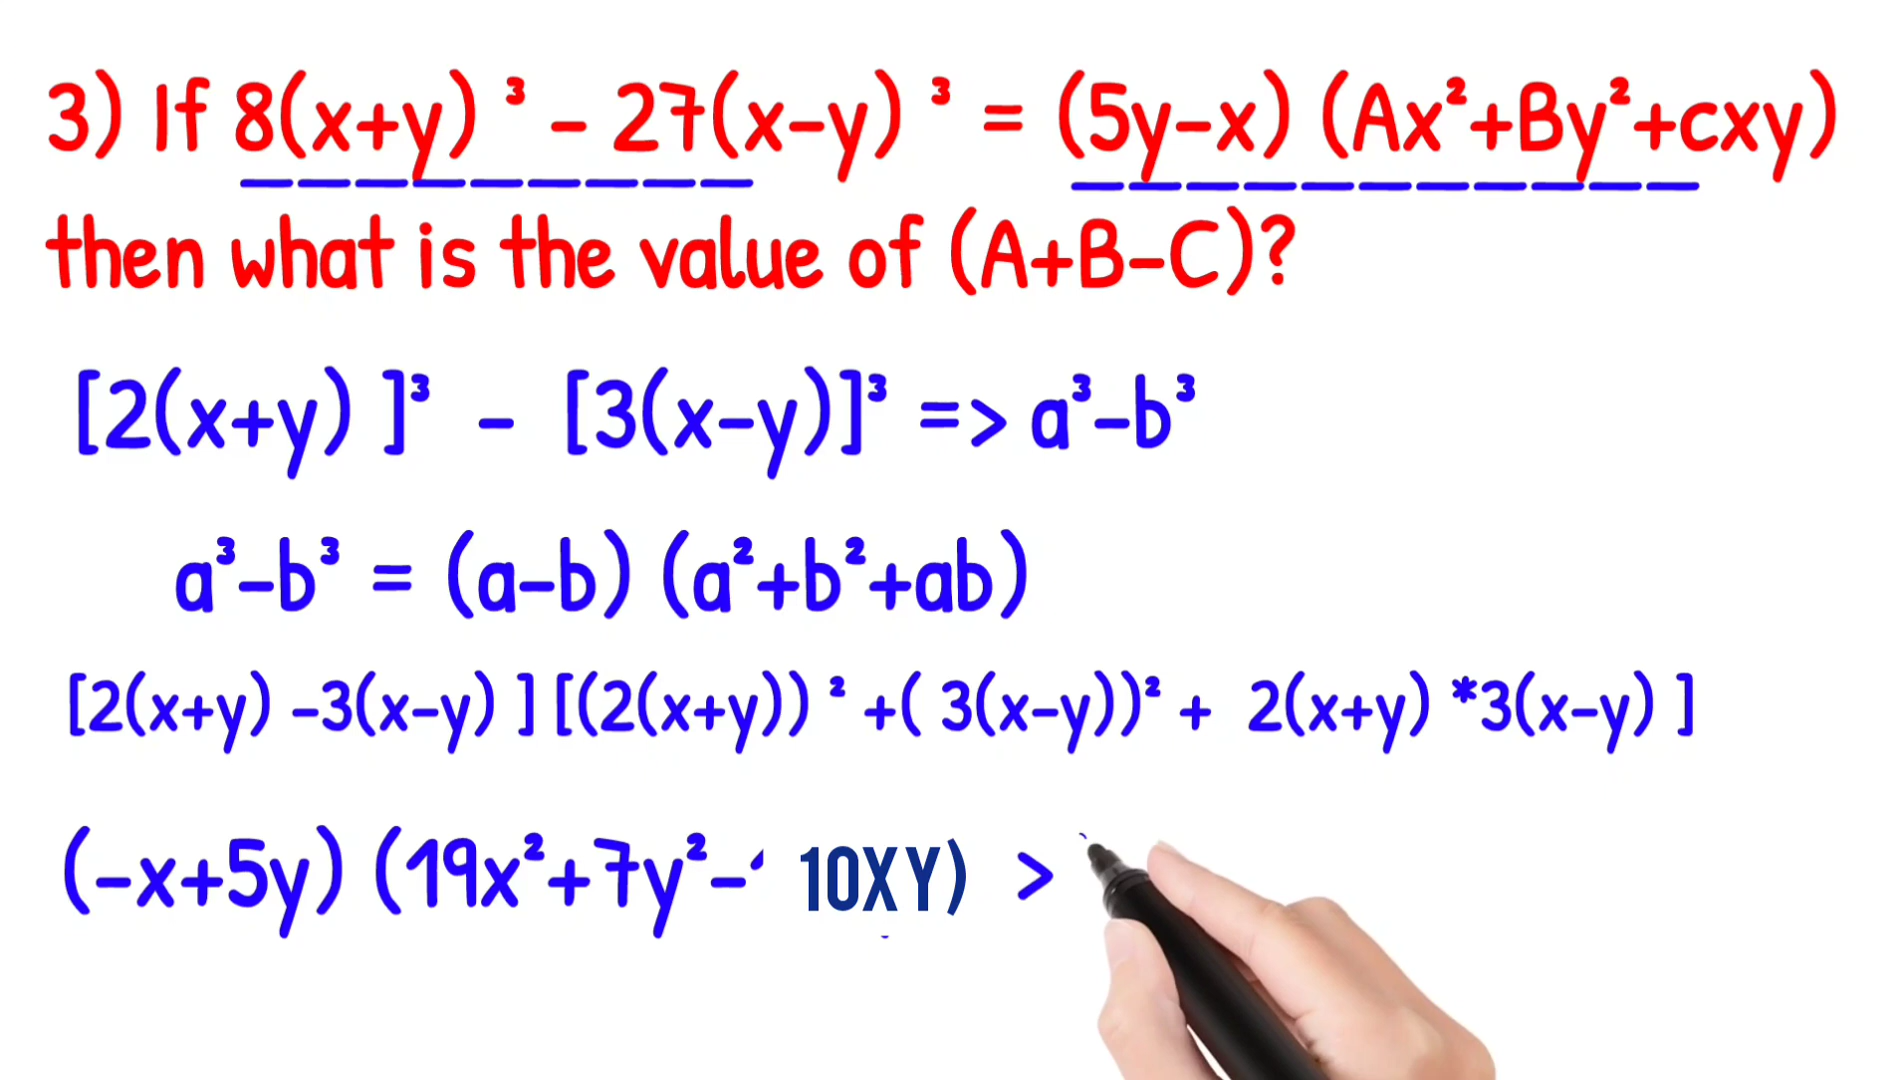 3) If 8(x+y) ³ - 27(x-y) ³ = (5y-x) (Ax²+By²+cxy)
then what is the value of (A+B-C)?
[2(x+y) ]³ - [3(x-y)]³ => a³-b³
a³-b³ = (a-b) (a²+b²+ab)
[2(x+y) -3(x-y) ] [(2(x+y)) ² +( 3(x-y))² + 2(x+y) *3(x-y) ]
(-x+5y) (19x²+7y²- 10XY) >